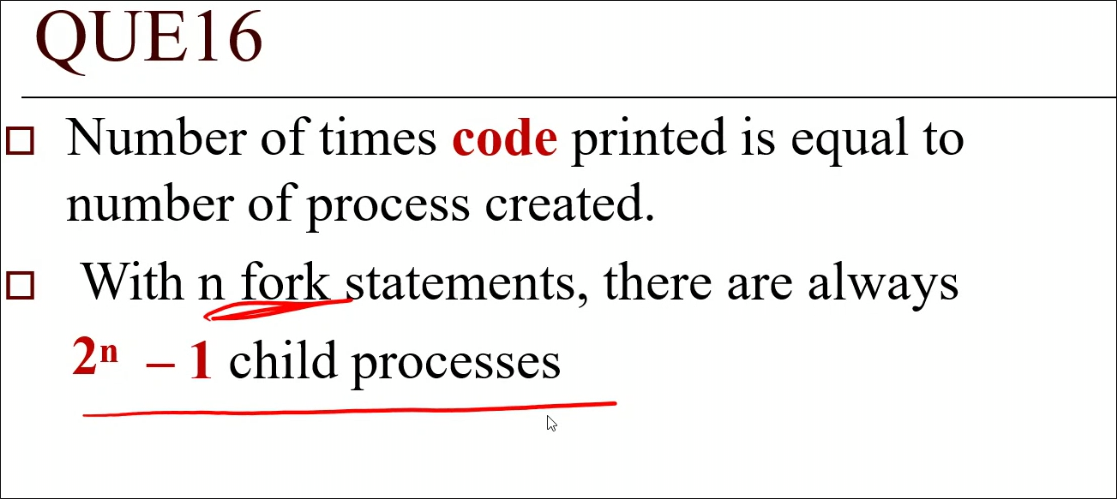 QUE16
Number of times code printed is equal to
number of process created.
With n fork statements, there are always
2ⁿ – 1 child processes